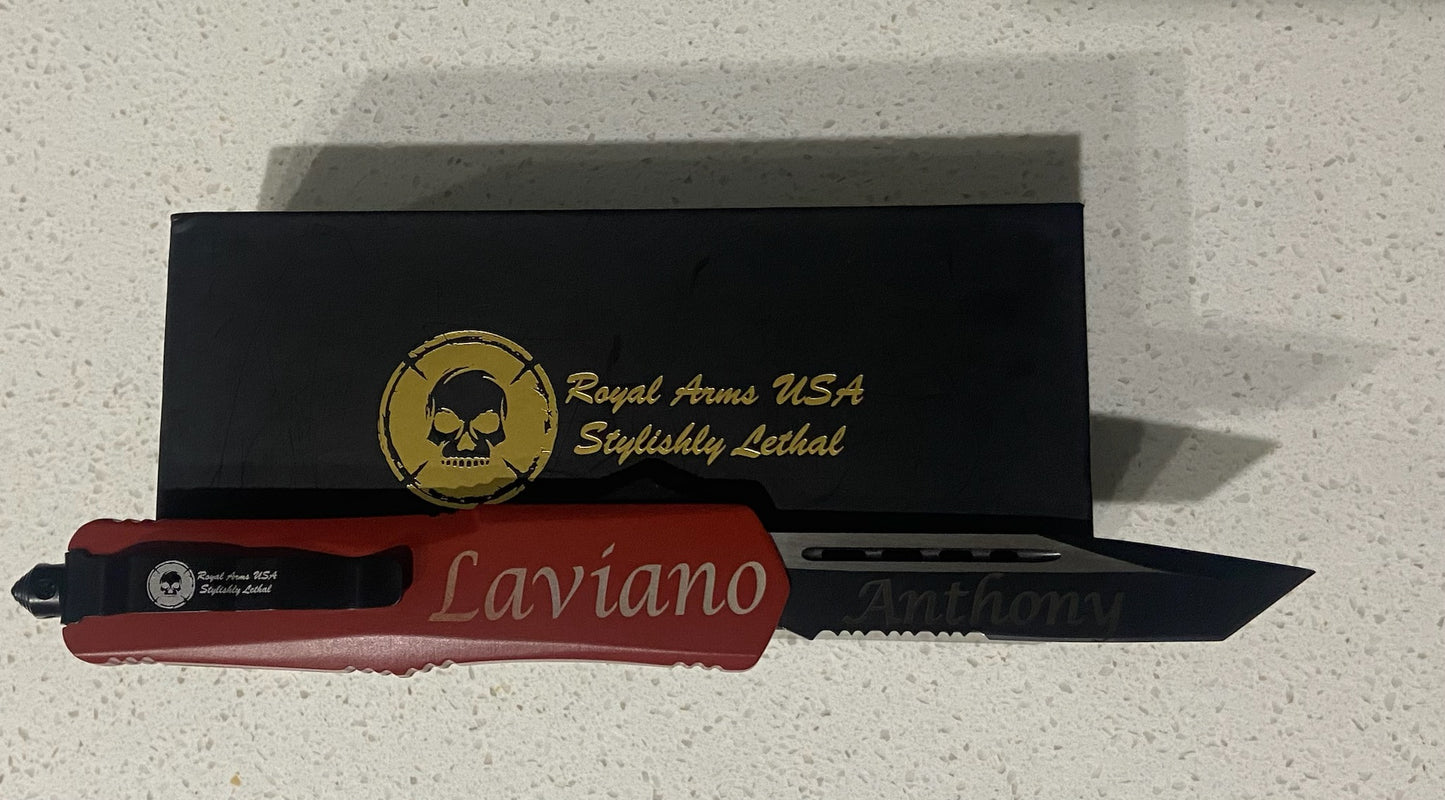 Royal Arms USA
Stylishly Lethal
Royal Arms USA
Stylishly Lethal
Laviano
Anthony